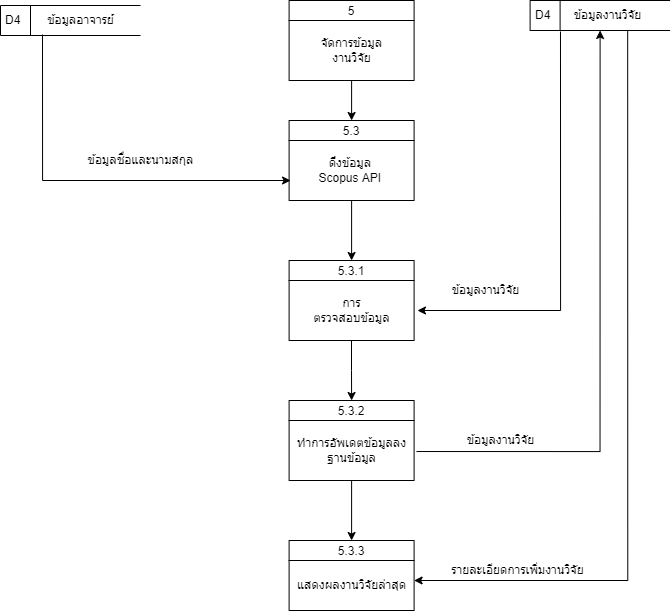 D4 ข้อมูลอาจารย์
5
D4 ข้อมูลงานวิจัย
จัดการข้อมูล
งานวิจัย
5.3
ข้อมูลชื่อและนามสกุล
ดึงข้อมูล
Scopus API
5.3.1
ข้อมูลงานวิจัย
การ
ตรวจสอบข้อมูล
5.3.2
ทำการอัพเดตข้อมูลลง
ฐานข้อมูล
ข้อมูลงานวิจัย
5.3.3
แสดงผลงานวิจัยล่าสุด
รายละเอียดการเพิ่มงานวิจัย